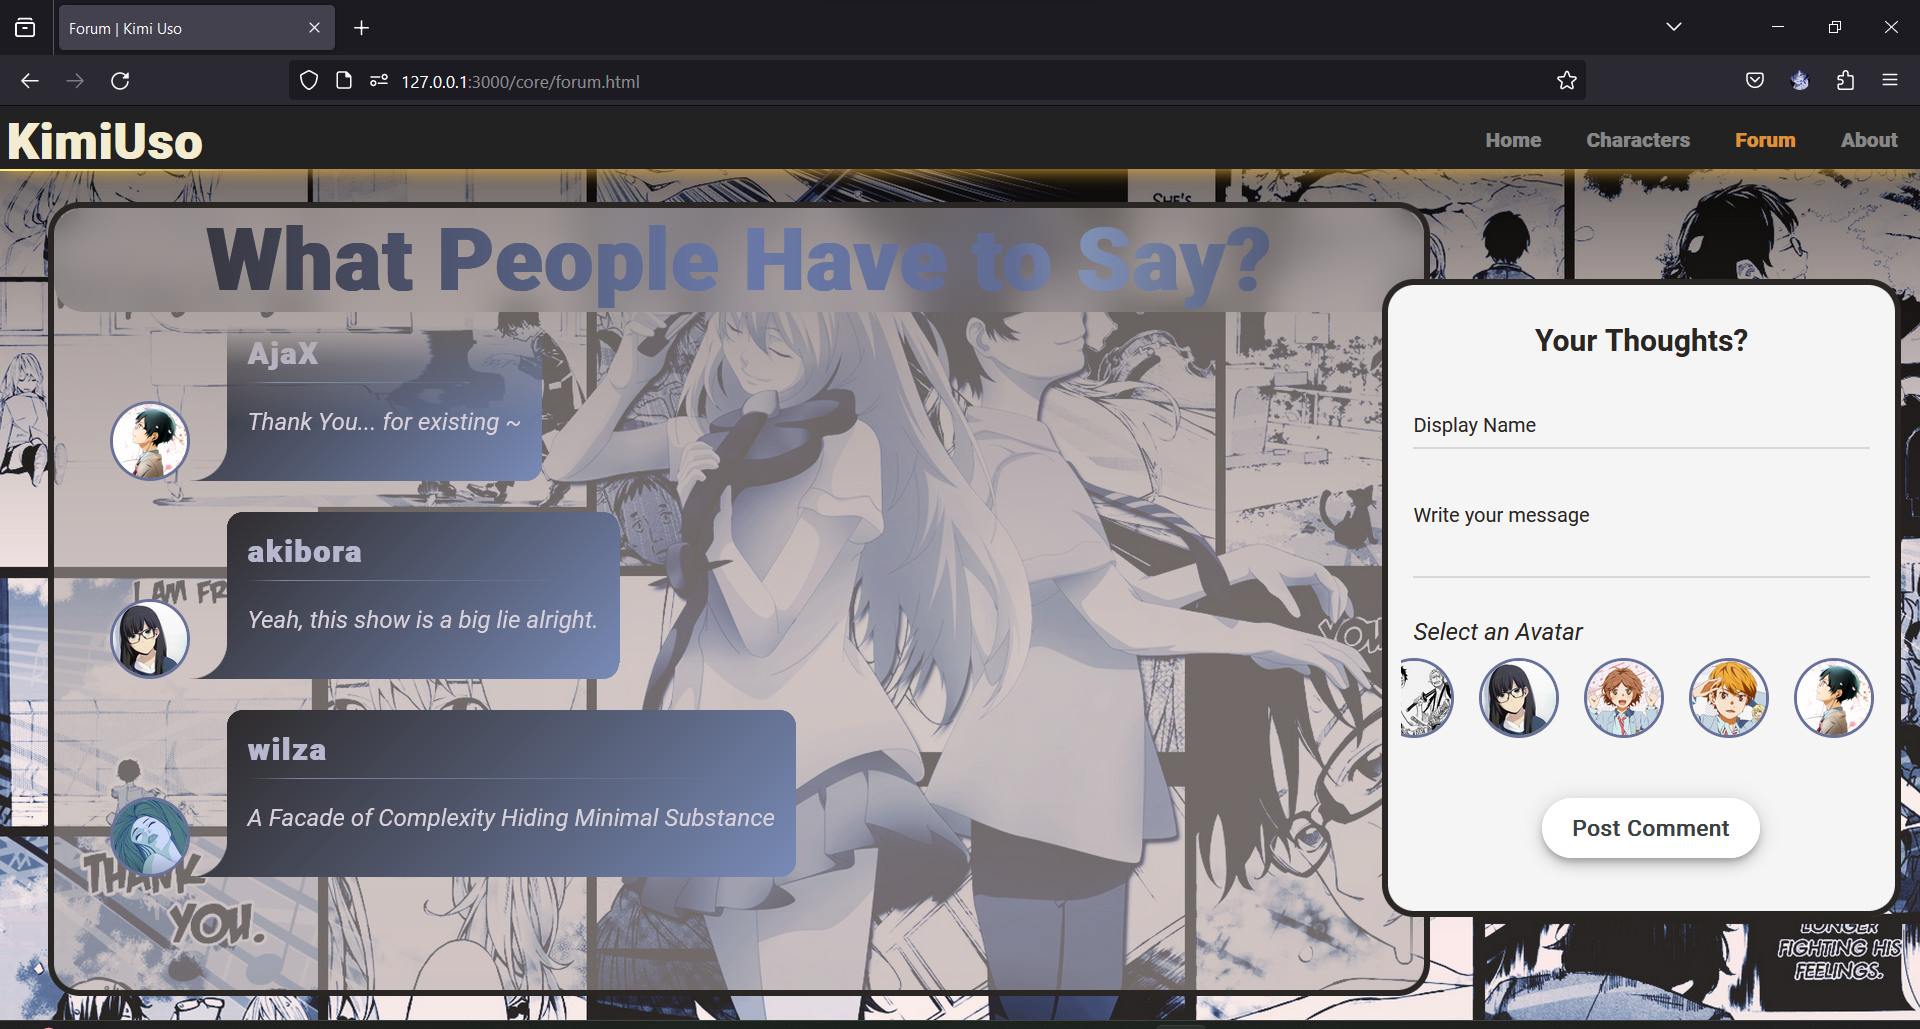 Forum | Kimi Uso
127.0.0.1:3000/core/forum.html
KimiUso
Home
Characters
Forum
About
SHE'S
What People Have to Say?
AjaX
Thank You... for existing ~
akibora
Yeah, this show is a big lie alright.
wilza
A Facade of Complexity Hiding Minimal Substance
I AM FR
THANK
YOU.
YOU
Your Thoughts?
Display Name
Write your message
Select an Avatar
Post Comment
LONGER
FIGHTING HIS
FEELINGS.